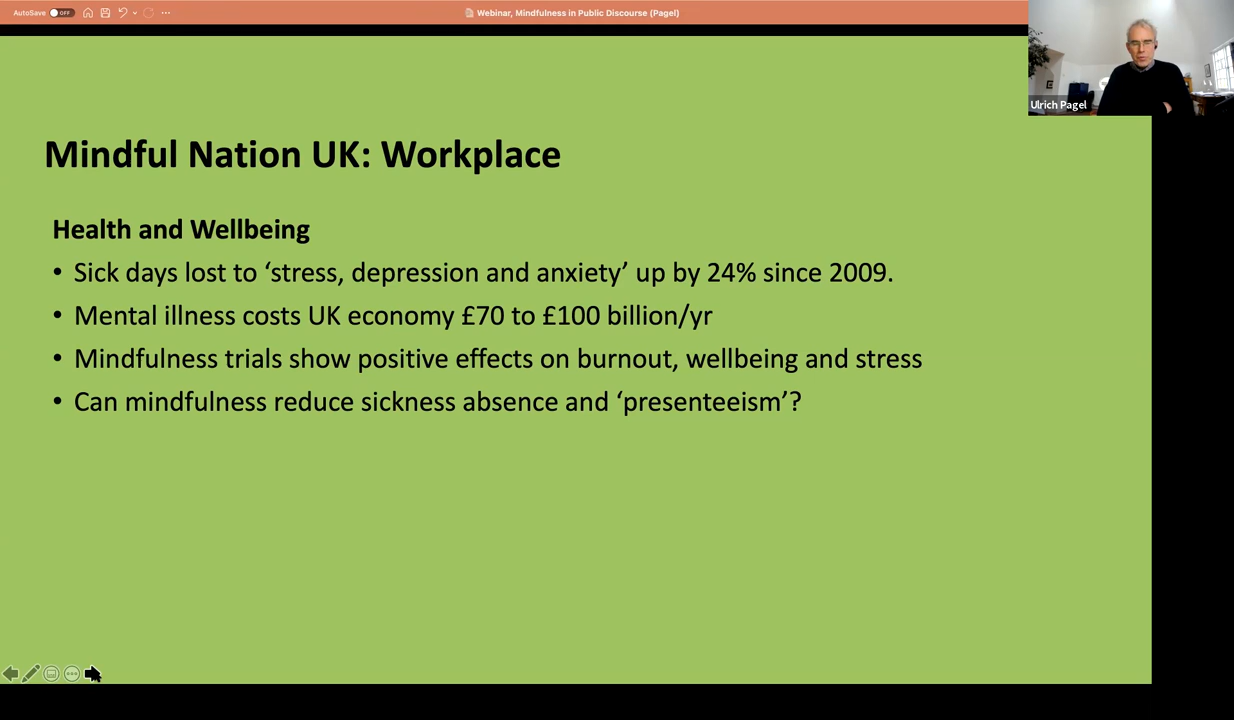 AutoSave OFF
Webinar, Mindfulness in Public Discourse (Pagel)
Ulrich Pagel
Mindful Nation UK: Workplace
Health and Wellbeing
• Sick days lost to ‘stress, depression and anxiety’ up by 24% since 2009.
• Mental illness costs UK economy £70 to £100 billion/yr
• Mindfulness trials show positive effects on burnout, wellbeing and stress
• Can mindfulness reduce sickness absence and ‘presenteeism’?